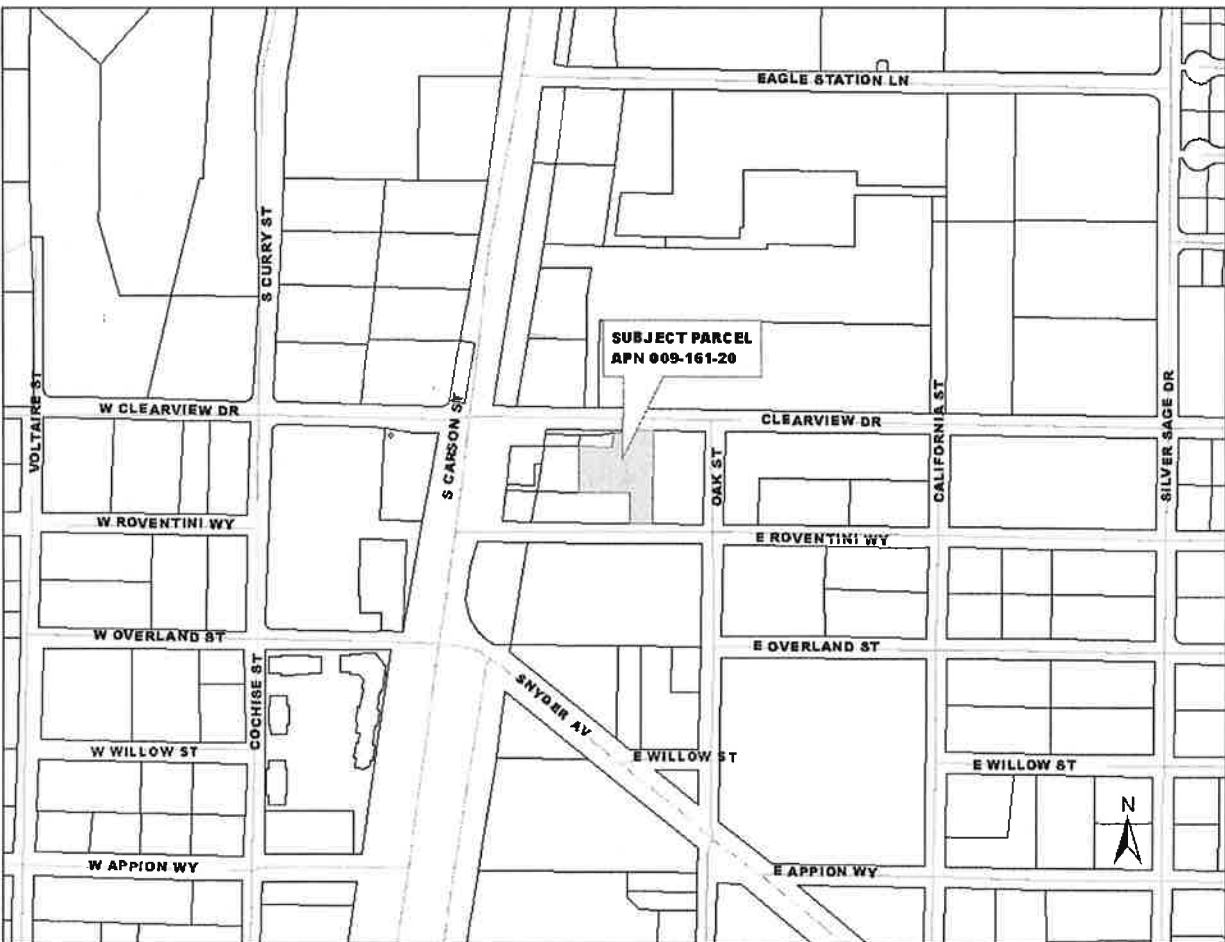 EAGLE STATION LN
S CURRY ST
SUBJECT PARCEL
APN 009-161-20
VOLTAIRE ST
W CLEARVIEW DR
S CARSON ST
CLEARVIEW DR
OAK ST
CALIFORNIA ST
SILVER SAGE DR
W ROVENTINI WY
E ROVENTINI WY
W OVERLAND ST
E OVERLAND ST
COCHISE ST
SNYDER AV
W WILLOW ST
E WILLOW ST
E WILLOW ST
N
W APPION WY
E APPION WY